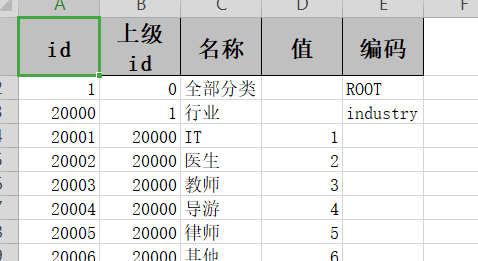 A B C D E F
id 上级id 名称 值 编码
2 1 0 全部分类 ROOT
3 20000 1 行业 industry
4 20001 20000 IT 1
5 20002 20000 医生 2
6 20003 20000 教师 3
7 20004 20000 导游 4
8 20005 20000 律师 5
9 20006 20000 其他 6